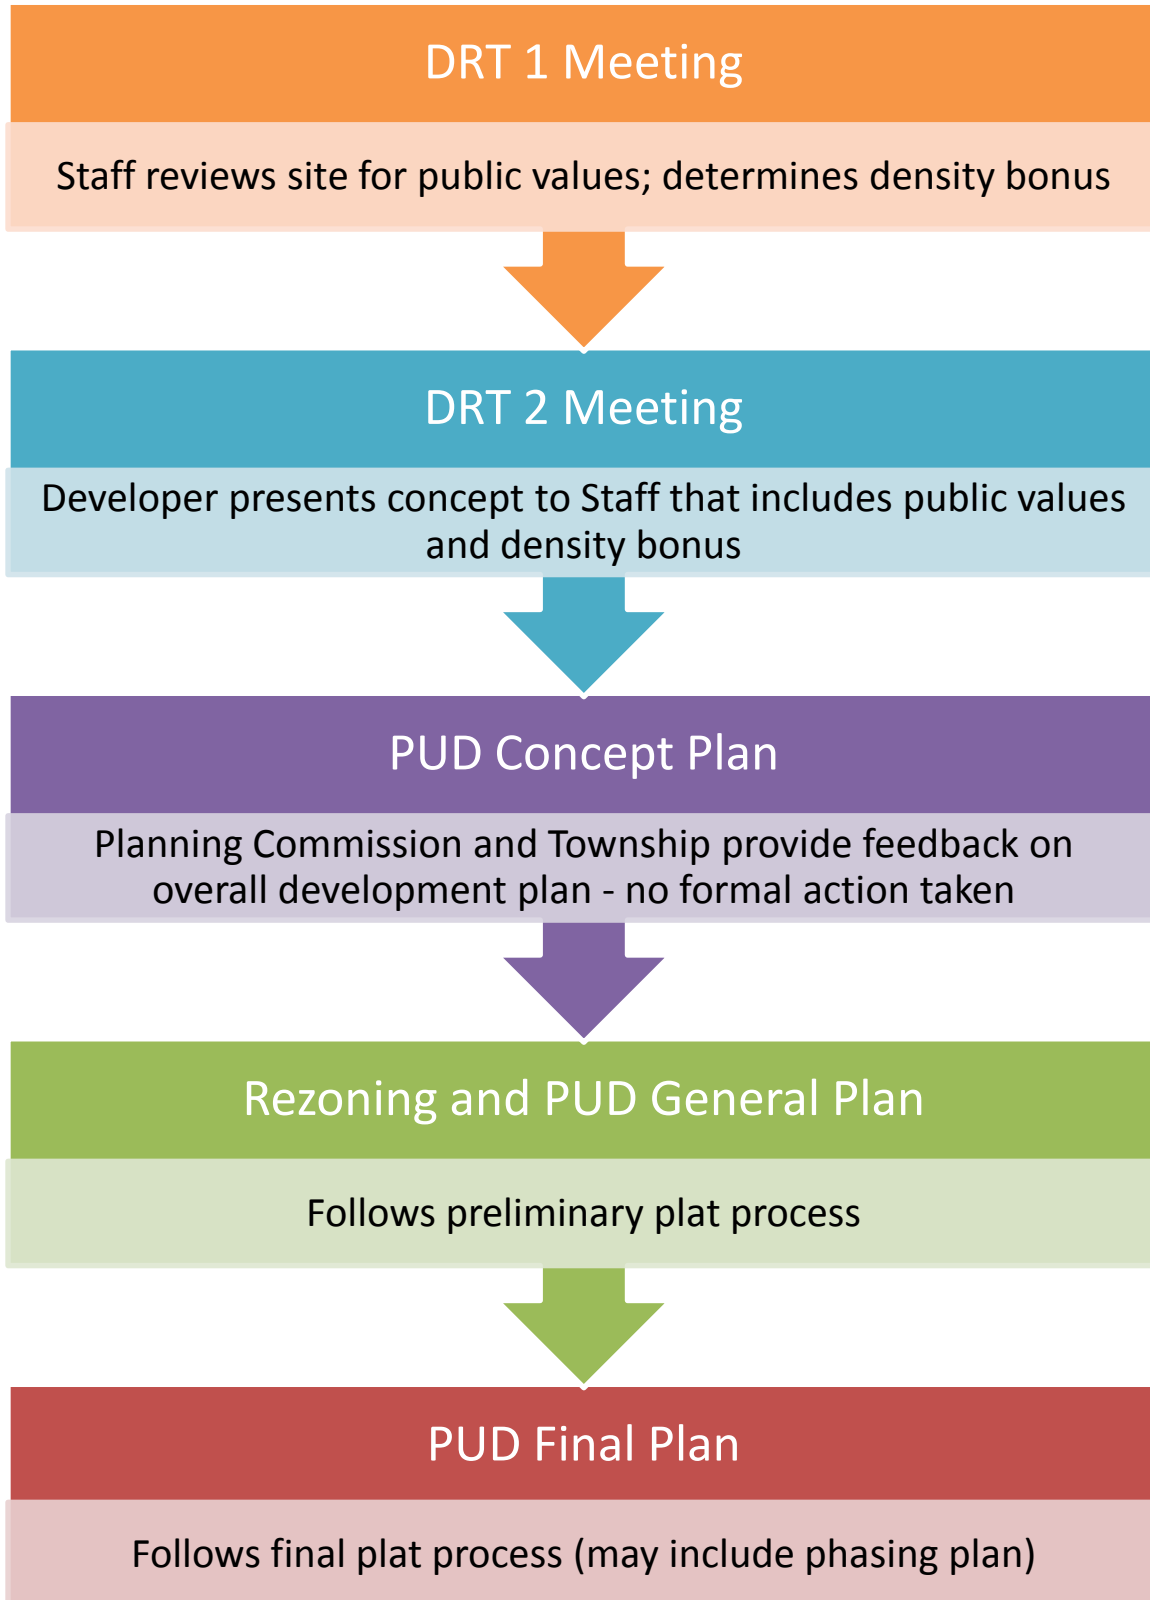 DRT 1 Meeting
Staff reviews site for public values; determines density bonus
DRT 2 Meeting
Developer presents concept to Staff that includes public values
and density bonus
PUD Concept Plan
Planning Commission and Township provide feedback on
overall development plan - no formal action taken
Rezoning and PUD General Plan
Follows preliminary plat process
PUD Final Plan
Follows final plat process (may include phasing plan)